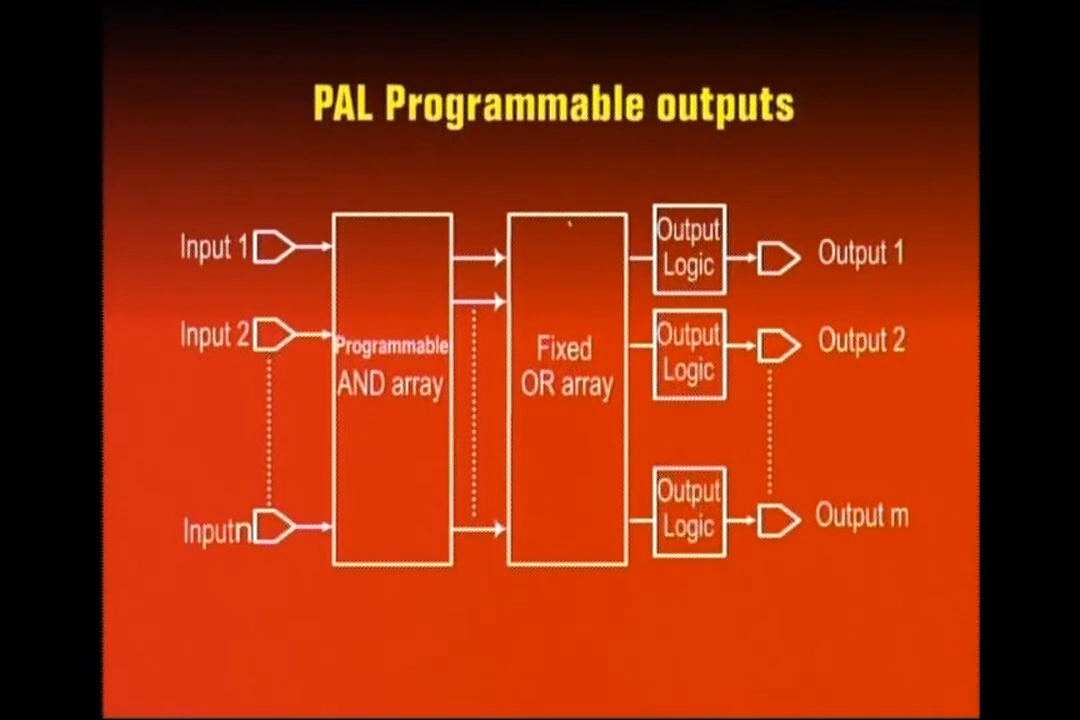 PAL Programmable outputs
Input 1
Input 2
Inputn
Programmable
AND array
Fixed
OR array
Output
Logic
Output
Logic
Output
Logic
Output 1
Output 2
Output m